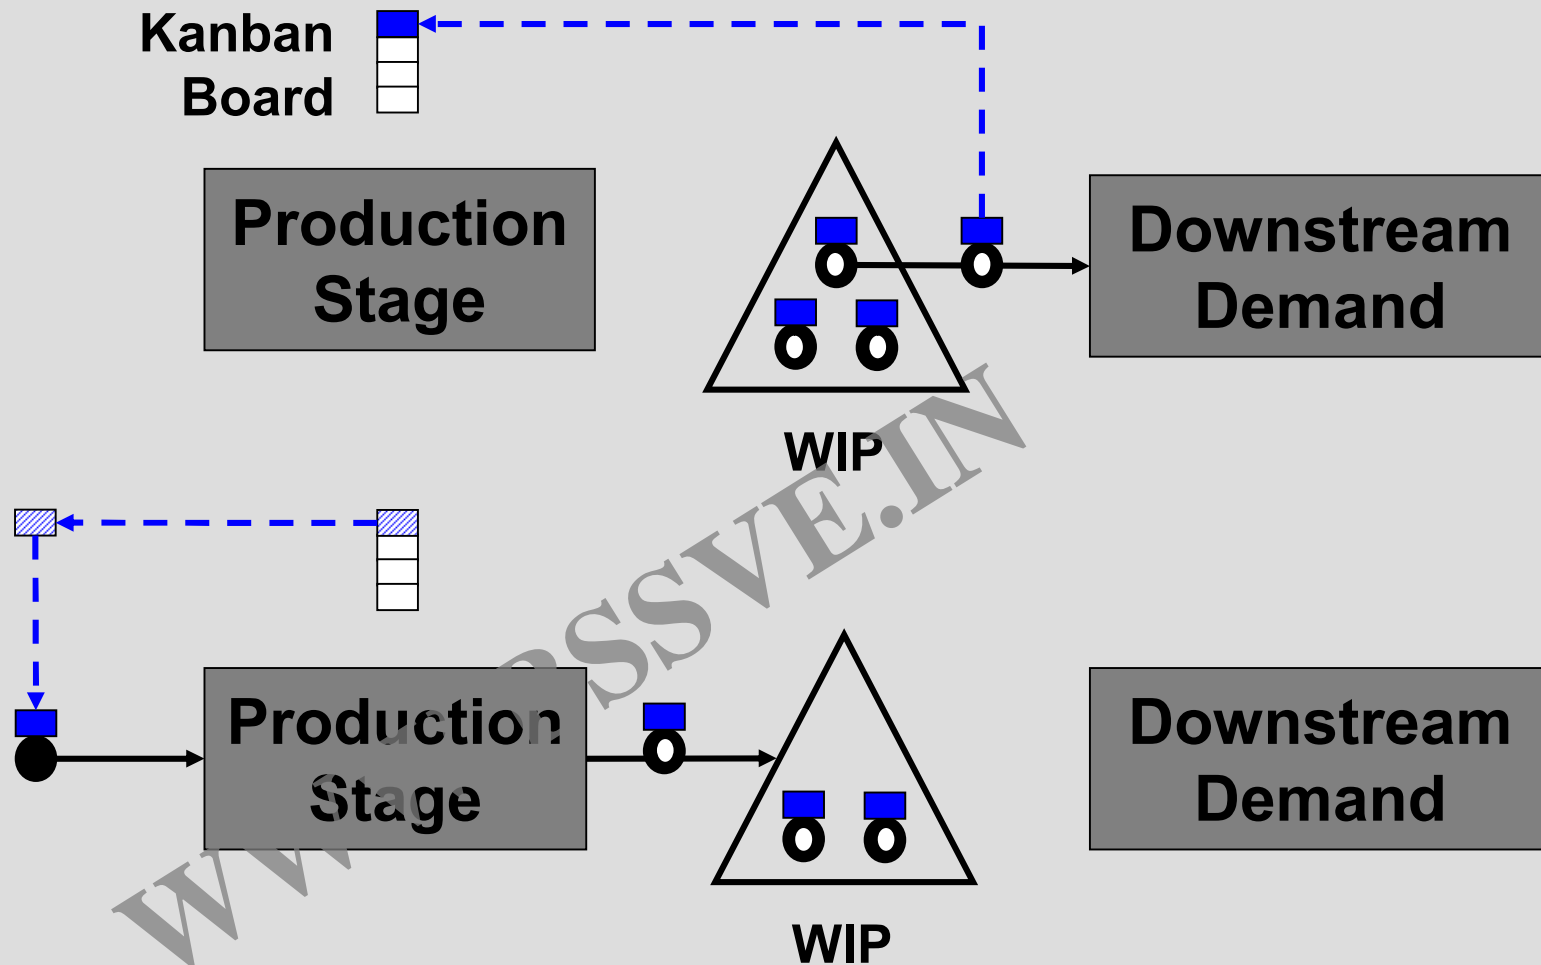 Kanban
Board
Production
Stage
Downstream
Demand
WIP
Production
Stage
Downstream
Demand
WIP